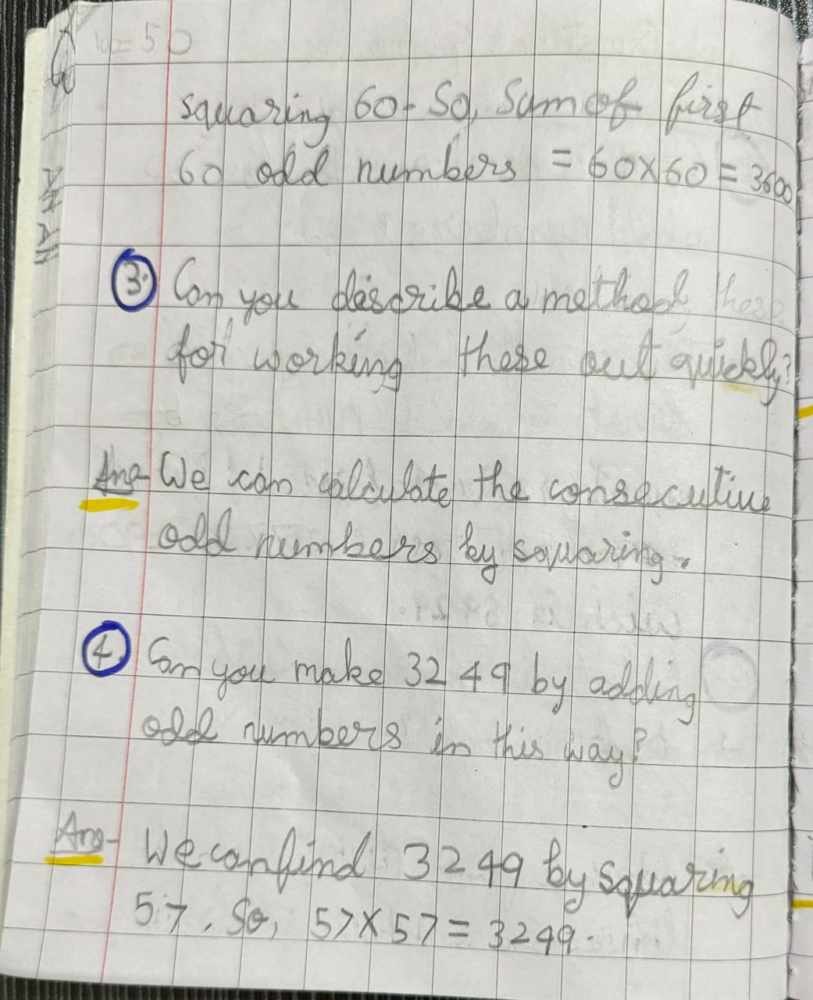 squaring 60. So, Sum of first
60 odd numbers = 60×60 = 3600
3. Can you describe a method
for working these out quickly?
Ans- We can calculate the consecutive
odd numbers by squaring.
4. Can you make 3249 by adding
odd numbers in this way?
Ans- We can find 3249 by squaring
57. So, 57×57 = 3249.